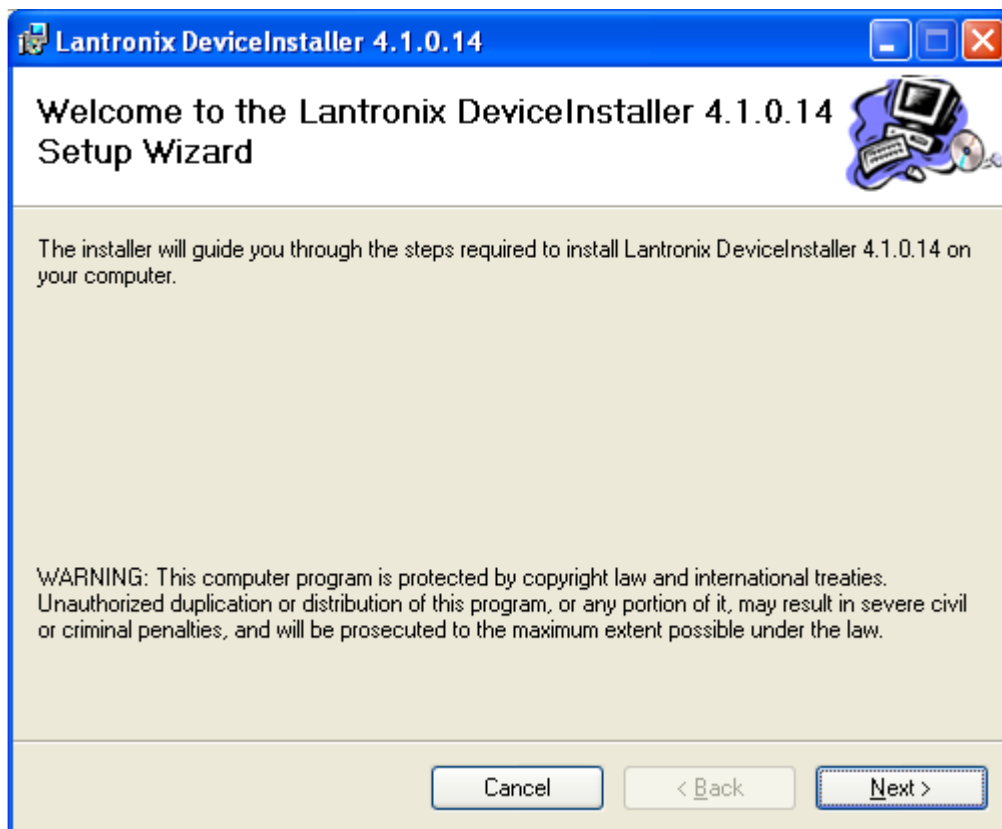 Lantronix DeviceInstaller 4.1.0.14
Welcome to the Lantronix DeviceInstaller 4.1.0.14
Setup Wizard
The installer will guide you through the steps required to install Lantronix DeviceInstaller 4.1.0.14 on
your computer.
WARNING: This computer program is protected by copyright law and international treaties.
Unauthorized duplication or distribution of this program, or any portion of it, may result in severe civil
or criminal penalties, and will be prosecuted to the maximum extent possible under the law.
Cancel < Back Next >